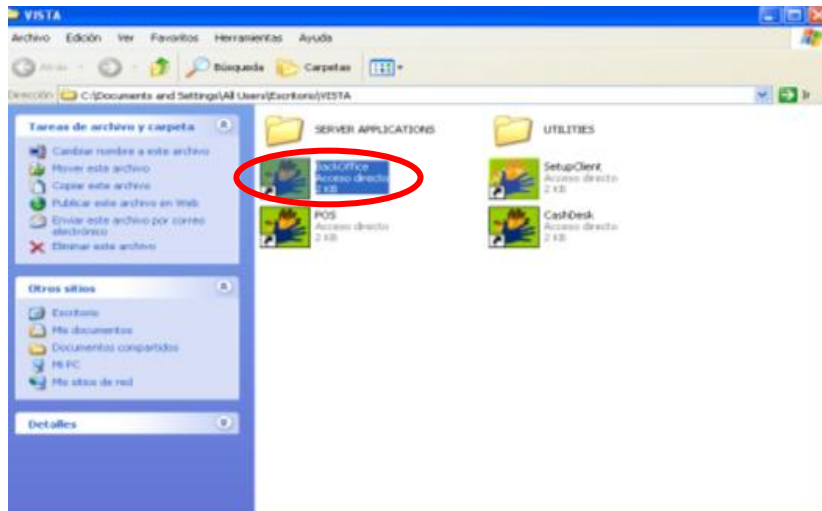 VISTA
Archivo Edición Ver Favoritos Herramientas Ayuda
Atrás Búsqueda Carpetas
Dirección C:\Documents and Settings\All Users\Escritorio\VISTA Ir
Tareas de archivo y carpeta
Cambiar nombre a este archivo
Mover este archivo
Copiar este archivo
Publicar este archivo en Web
Enviar este archivo por correo
electrónico
Eliminar este archivo
Otros sitios
Escritorio
Mis documentos
Documentos compartidos
Mi PC
Mis sitios de red
Detalles
SERVER APPLICATIONS
UTILITIES
BackOffice
Acceso directo
2 KB
SetupClient
Acceso directo
2 KB
POS
Acceso directo
2 KB
CashDesk
Acceso directo
2 KB